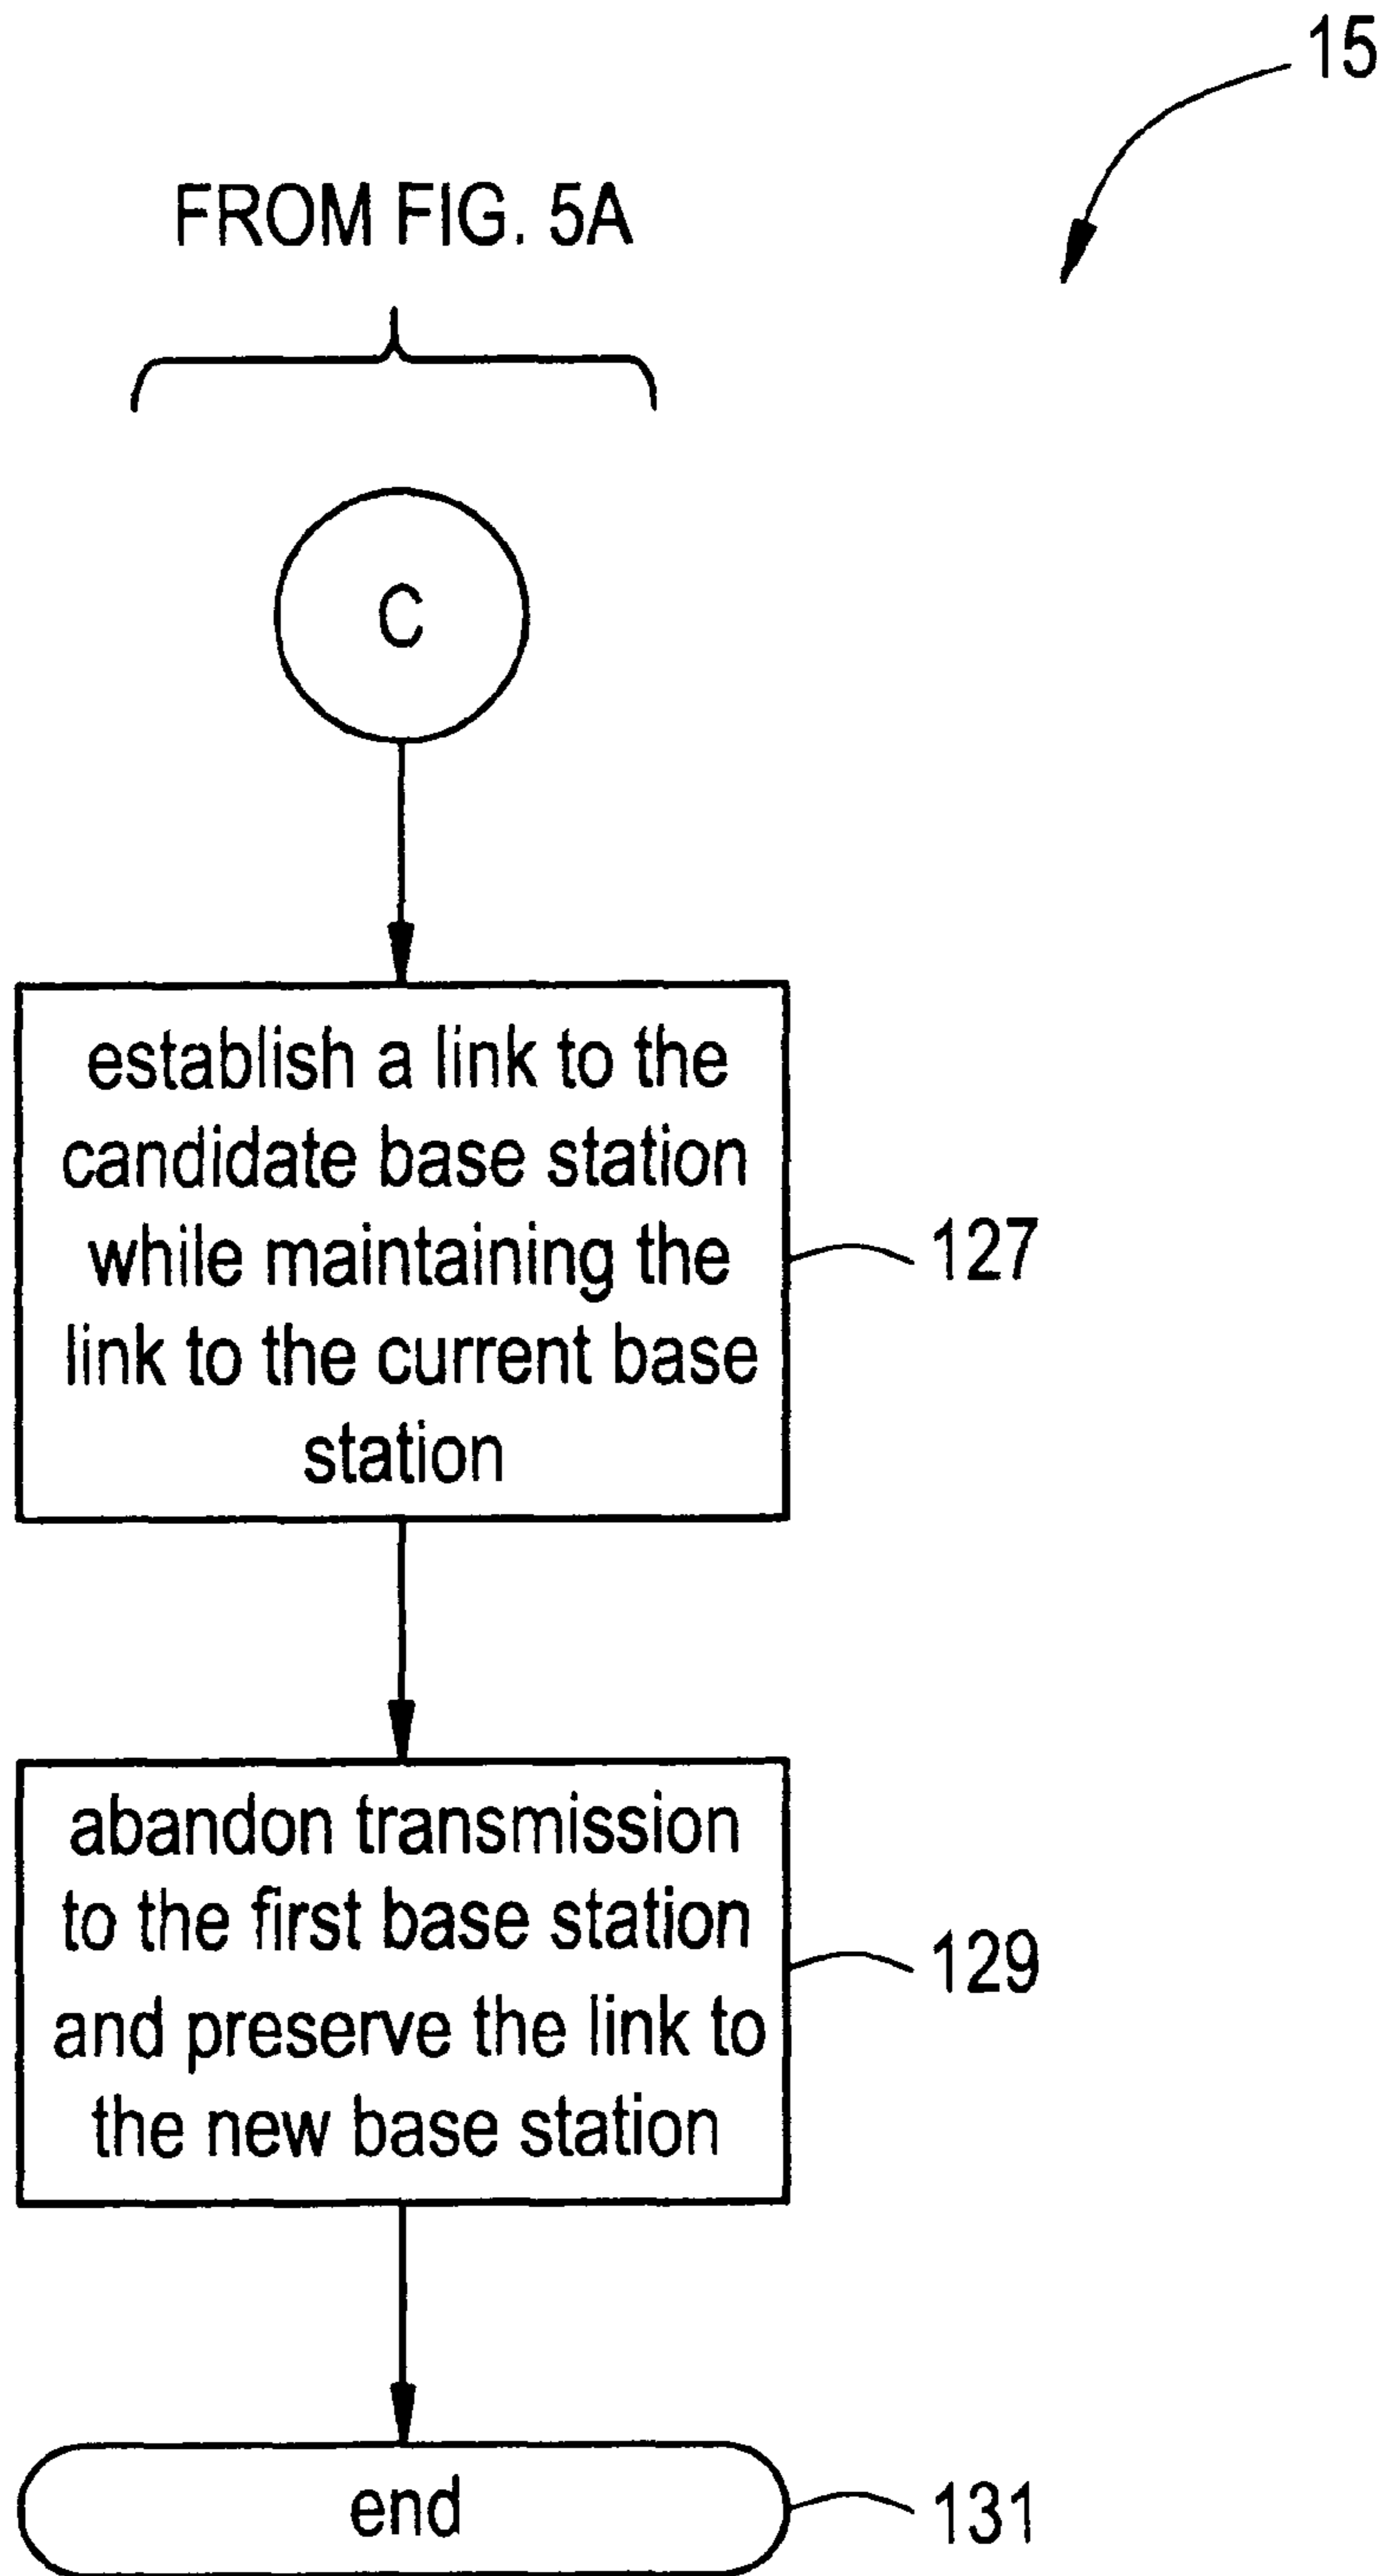 15
FROM FIG. 5A
C
establish a link to the
candidate base station
while maintaining the
link to the current base
station
127
abandon transmission
to the first base station
and preserve the link to
the new base station
129
end
131